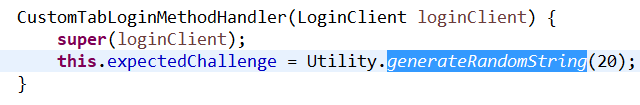 CustomTabLoginMethodHandler(LoginClient loginClient) {
super(loginClient);
this.expectedChallenge = Utility.generateRandomString(20);
}